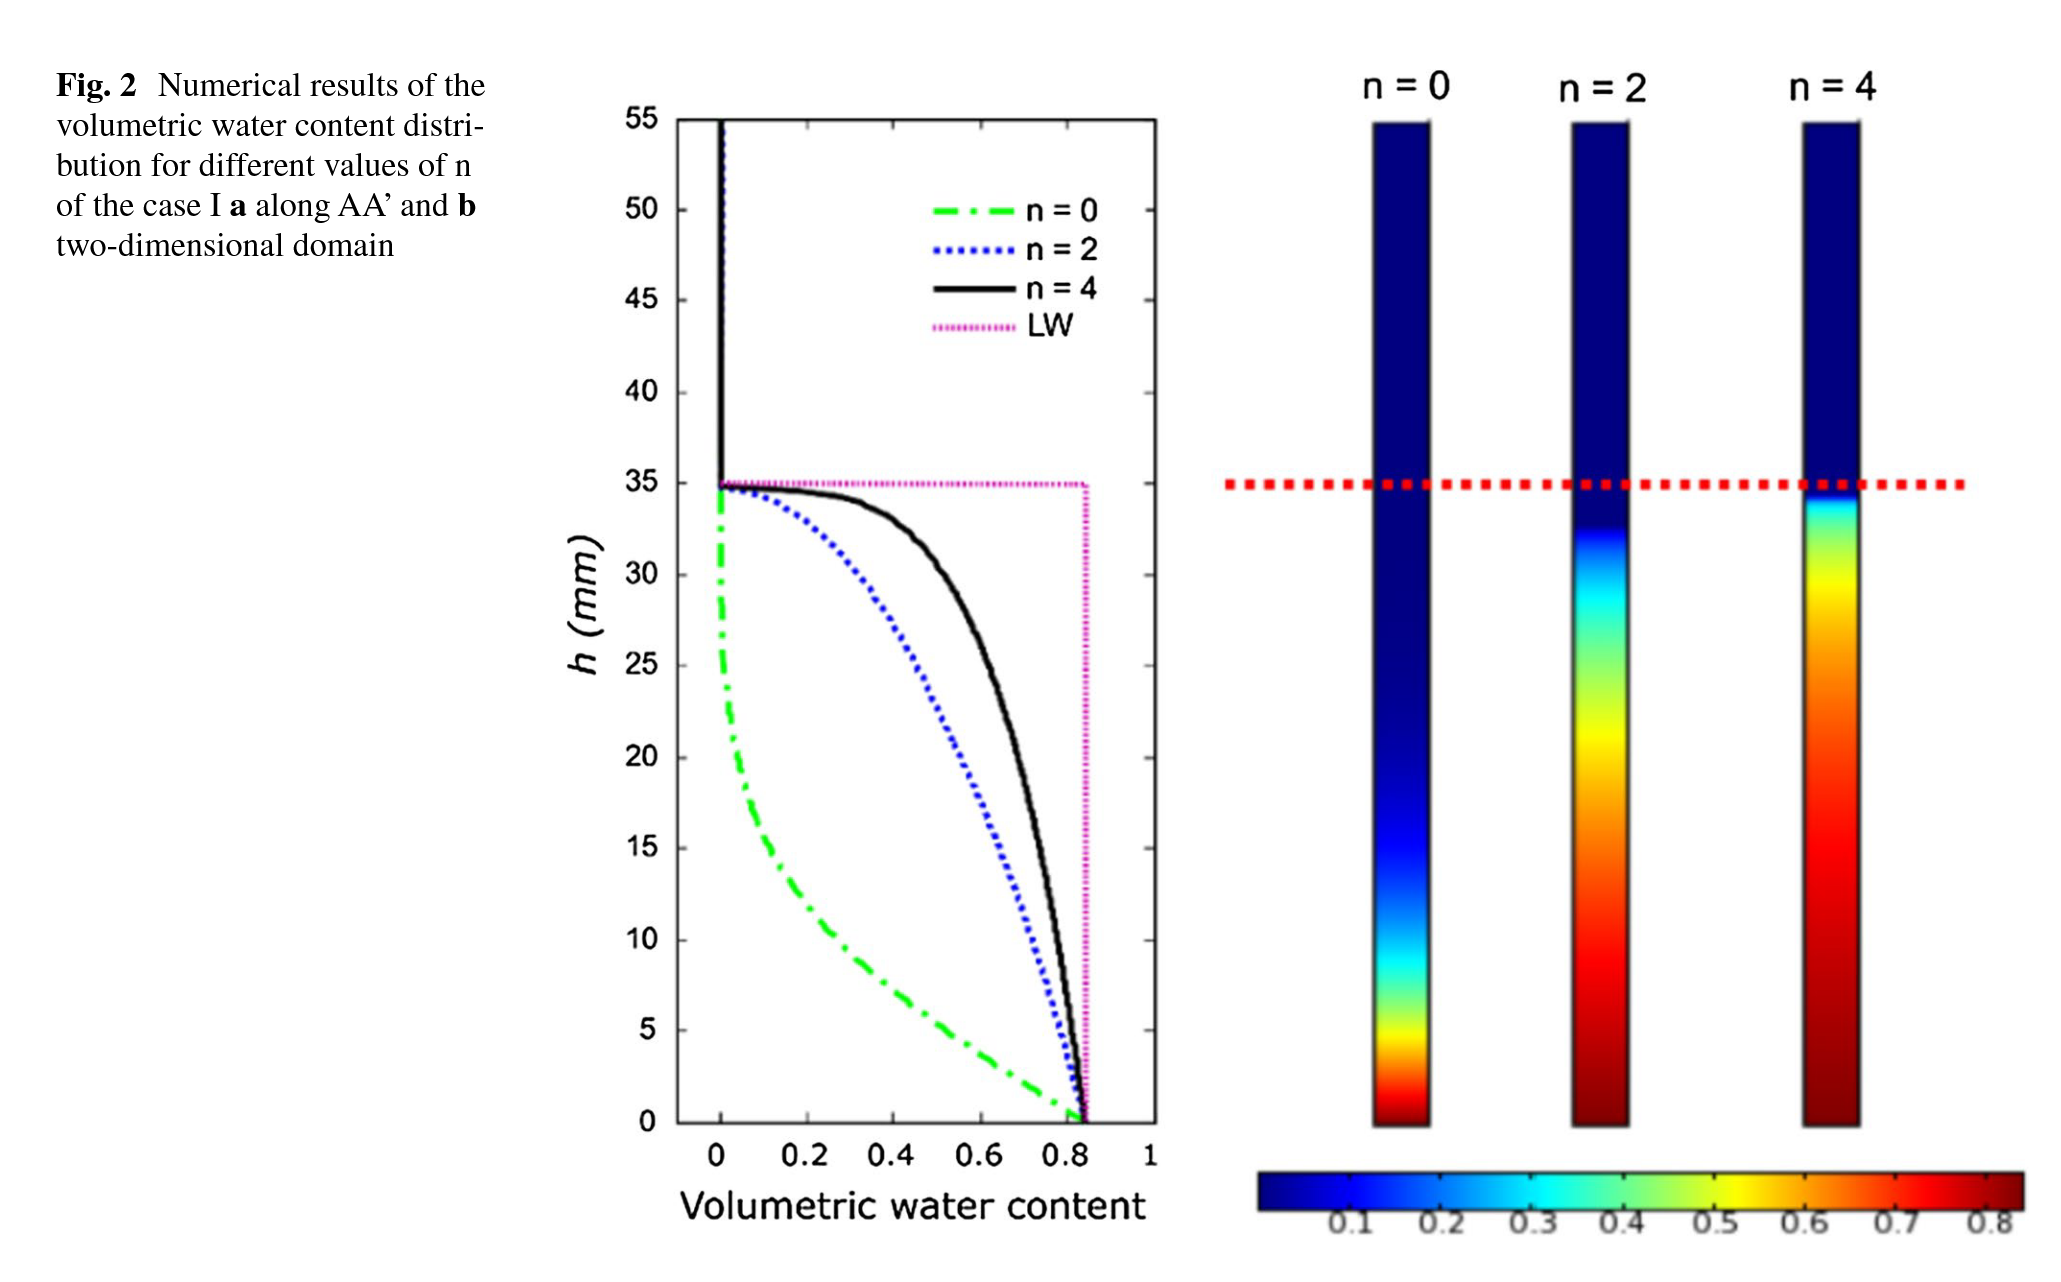 Fig. 2 Numerical results of the
volumetric water content distri-
bution for different values of n
of the case I a along AA’ and b
two-dimensional domain
55
50
45
40
35
30
25
20
15
10
5
0
h (mm)
n = 0
n = 2
n = 4
LW
0 0.2 0.4 0.6 0.8 1
Volumetric water content
n = 0 n = 2 n = 4
0.1 0.2 0.3 0.4 0.5 0.6 0.7 0.8